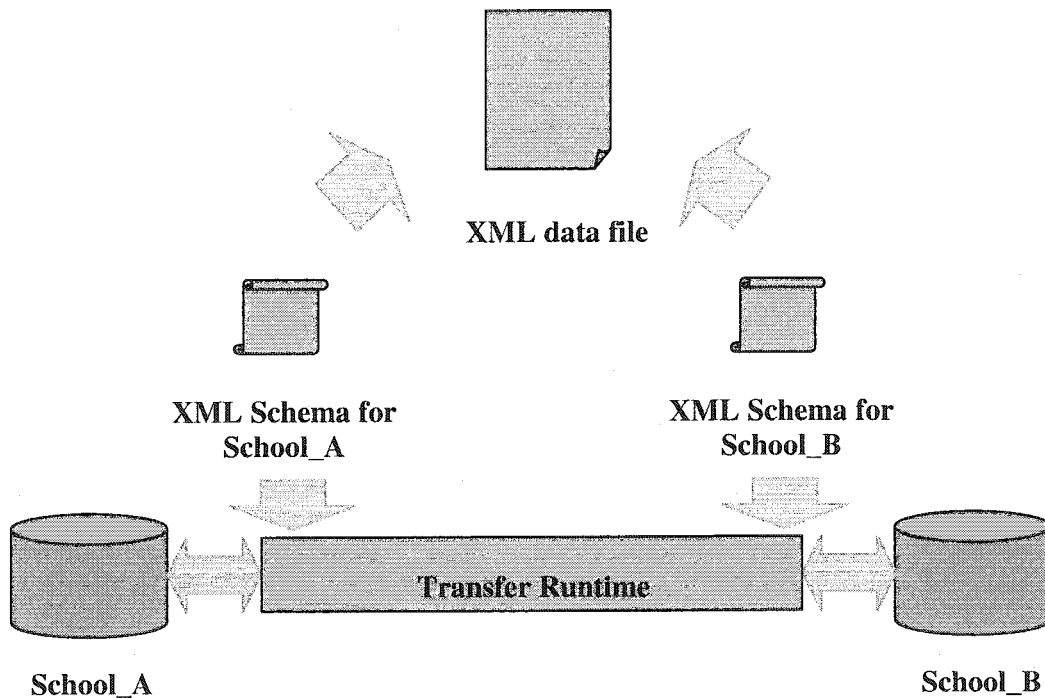 XML data file
XML Schema for
School_A
XML Schema for
School_B
Transfer Runtime
School_A
School_B